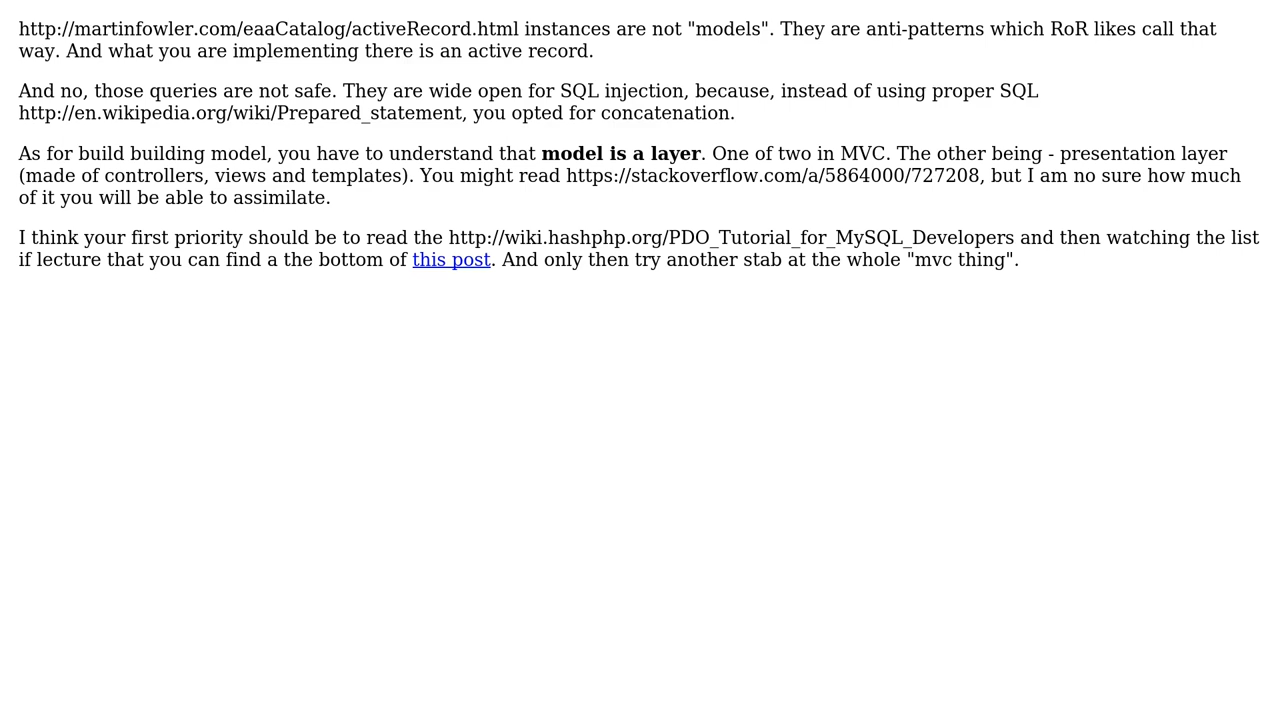 http://martinfowler.com/eaaCatalog/activeRecord.html instances are not "models". They are anti-patterns which RoR likes call that
way. And what you are implementing there is an active record.
And no, those queries are not safe. They are wide open for SQL injection, because, instead of using proper SQL
http://en.wikipedia.org/wiki/Prepared_statement, you opted for concatenation.
As for build building model, you have to understand that model is a layer. One of two in MVC. The other being - presentation layer
(made of controllers, views and templates). You might read https://stackoverflow.com/a/5864000/727208, but I am no sure how much
of it you will be able to assimilate.
I think your first priority should be to read the http://wiki.hashphp.org/PDO_Tutorial_for_MySQL_Developers and then watching the list
if lecture that you can find a the bottom of this post. And only then try another stab at the whole "mvc thing".